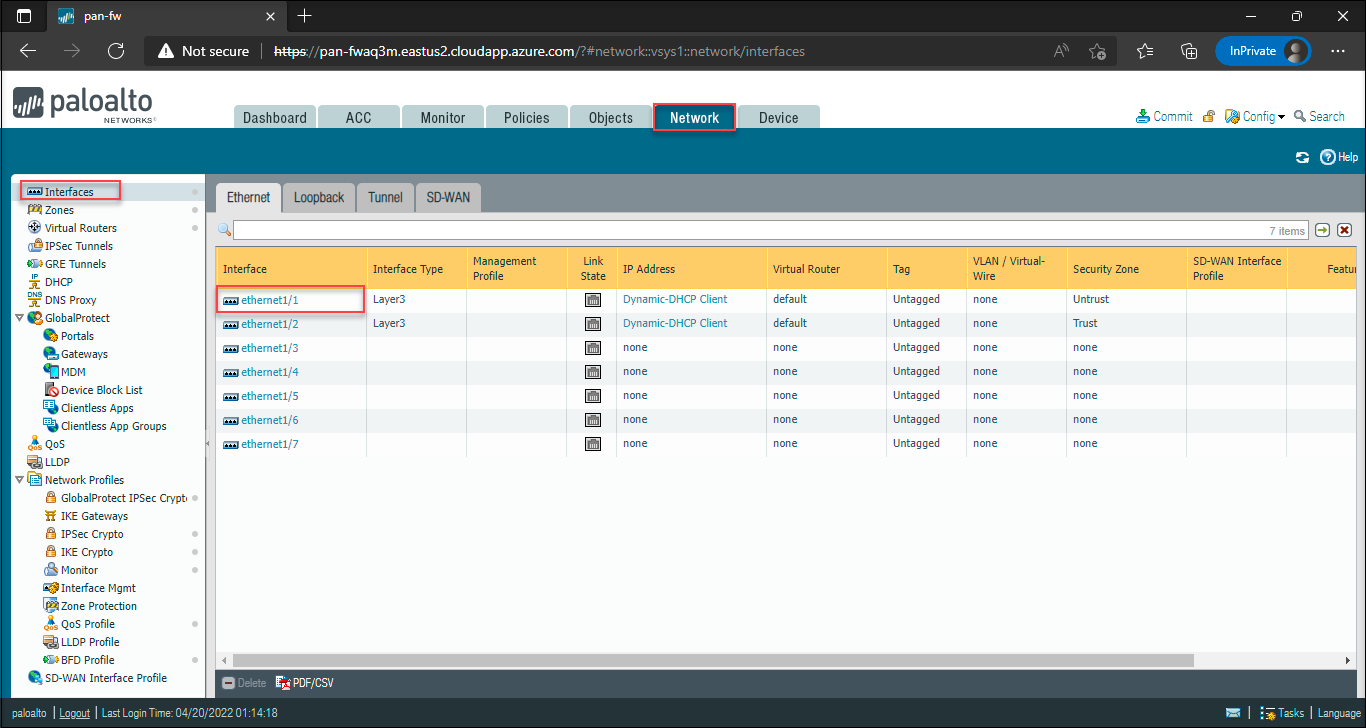 pan-fw
Not secure https://pan-fwaq3m.eastus2.cloudapp.azure.com/?#network::vsys1::network/interfaces InPrivate
paloalto
NETWORKS®
Dashboard ACC Monitor Policies Objects Network Device
Commit Config Search
Help
Interfaces
Zones
Virtual Routers
IPSec Tunnels
GRE Tunnels
DHCP
DNS Proxy
GlobalProtect
Portals
Gateways
MDM
Device Block List
Clientless Apps
Clientless App Groups
QoS
LLDP
Network Profiles
GlobalProtect IPSec Crypt
IKE Gateways
IPSec Crypto
IKE Crypto
Monitor
Interface Mgmt
Zone Protection
QoS Profile
LLDP Profile
BFD Profile
SD-WAN Interface Profile
Ethernet Loopback Tunnel SD-WAN
7 items
Interface Interface Type Management Profile Link State IP Address Virtual Router Tag VLAN / Virtual-Wire Security Zone SD-WAN Interface Profile Featur
ethernet1/1 Layer3 Dynamic-DHCP Client default Untagged none Untrust
ethernet1/2 Layer3 Dynamic-DHCP Client default Untagged none Trust
ethernet1/3 none none Untagged none none
ethernet1/4 none none Untagged none none
ethernet1/5 none none Untagged none none
ethernet1/6 none none Untagged none none
ethernet1/7 none none Untagged none none
Delete PDF/CSV
paloalto | Logout | Last Login Time: 04/20/2022 01:14:18 | Tasks | Language